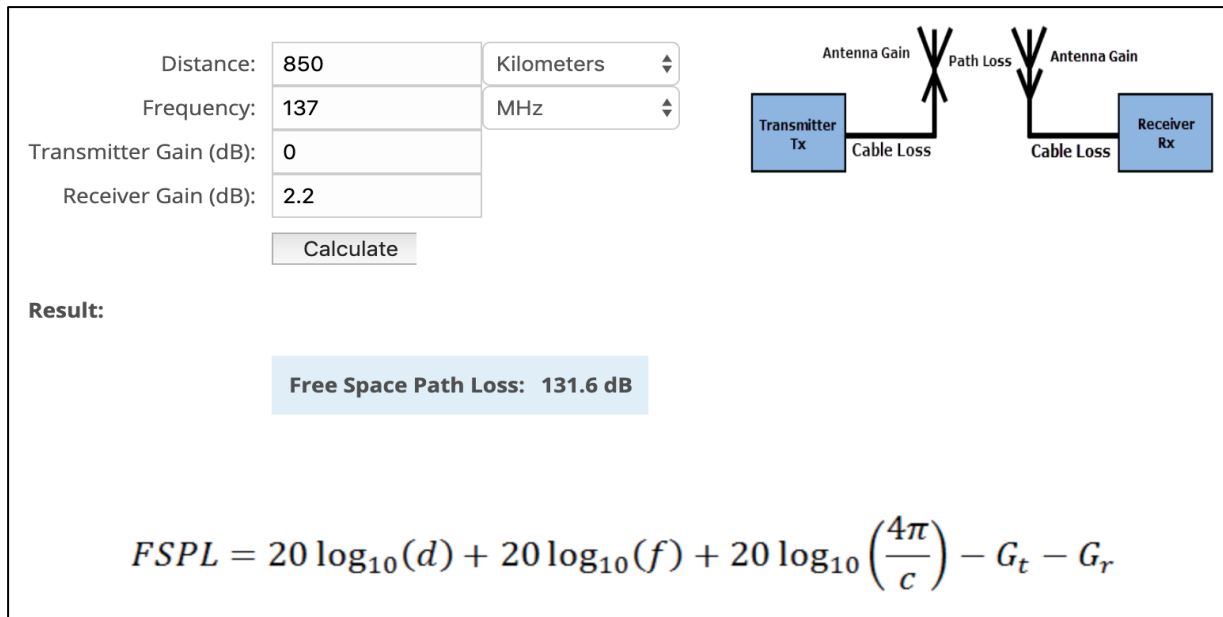 Distance: 850 Kilometers
Frequency: 137 MHz
Transmitter Gain (dB): 0
Receiver Gain (dB): 2.2
Calculate
Antenna Gain Path Loss Antenna Gain
Transmitter
Tx
Cable Loss Cable Loss
Receiver
Rx
Result:
Free Space Path Loss: 131.6 dB
FSPL = 20 log₁₀(d) + 20 log₁₀(f) + 20 log₁₀(4π/c) − Gₜ − Gᵣ